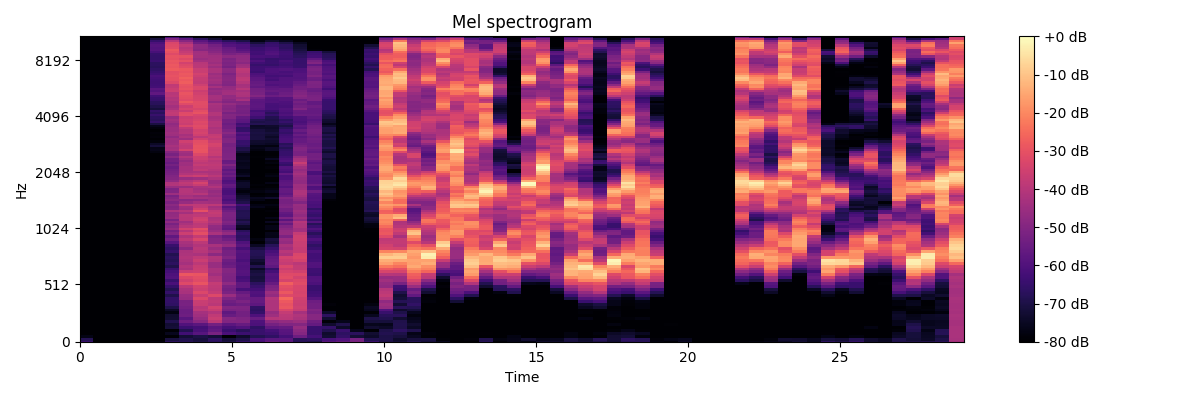 Mel spectrogram
Hz
8192
4096
2048
1024
512
0
0 5 10 15 20 25
Time
+0 dB
-10 dB
-20 dB
-30 dB
-40 dB
-50 dB
-60 dB
-70 dB
-80 dB